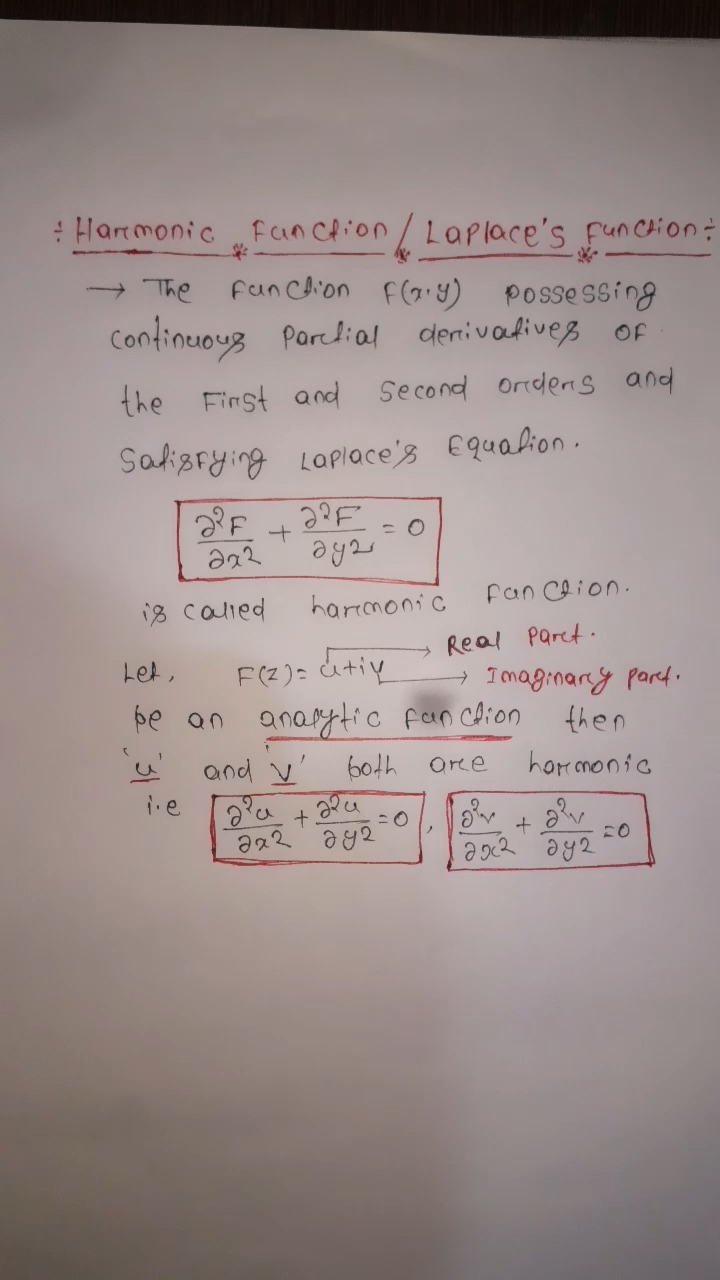 ÷ Harmonic Function / Laplace's Function ÷
→ The function F(x,y) possessing
continuous partial derivatives of
the First and second orders and
Satisfying Laplace's Equation.
∂²F/∂x² + ∂²F/∂y² = 0
is called harmonic function.
Real part.
Let, F(z) = u+iv → Imaginary part.
be an analytic function then
'u' and 'v' both are harmonic
i.e ∂²u/∂x² + ∂²u/∂y² = 0 , ∂²v/∂x² + ∂²v/∂y² = 0